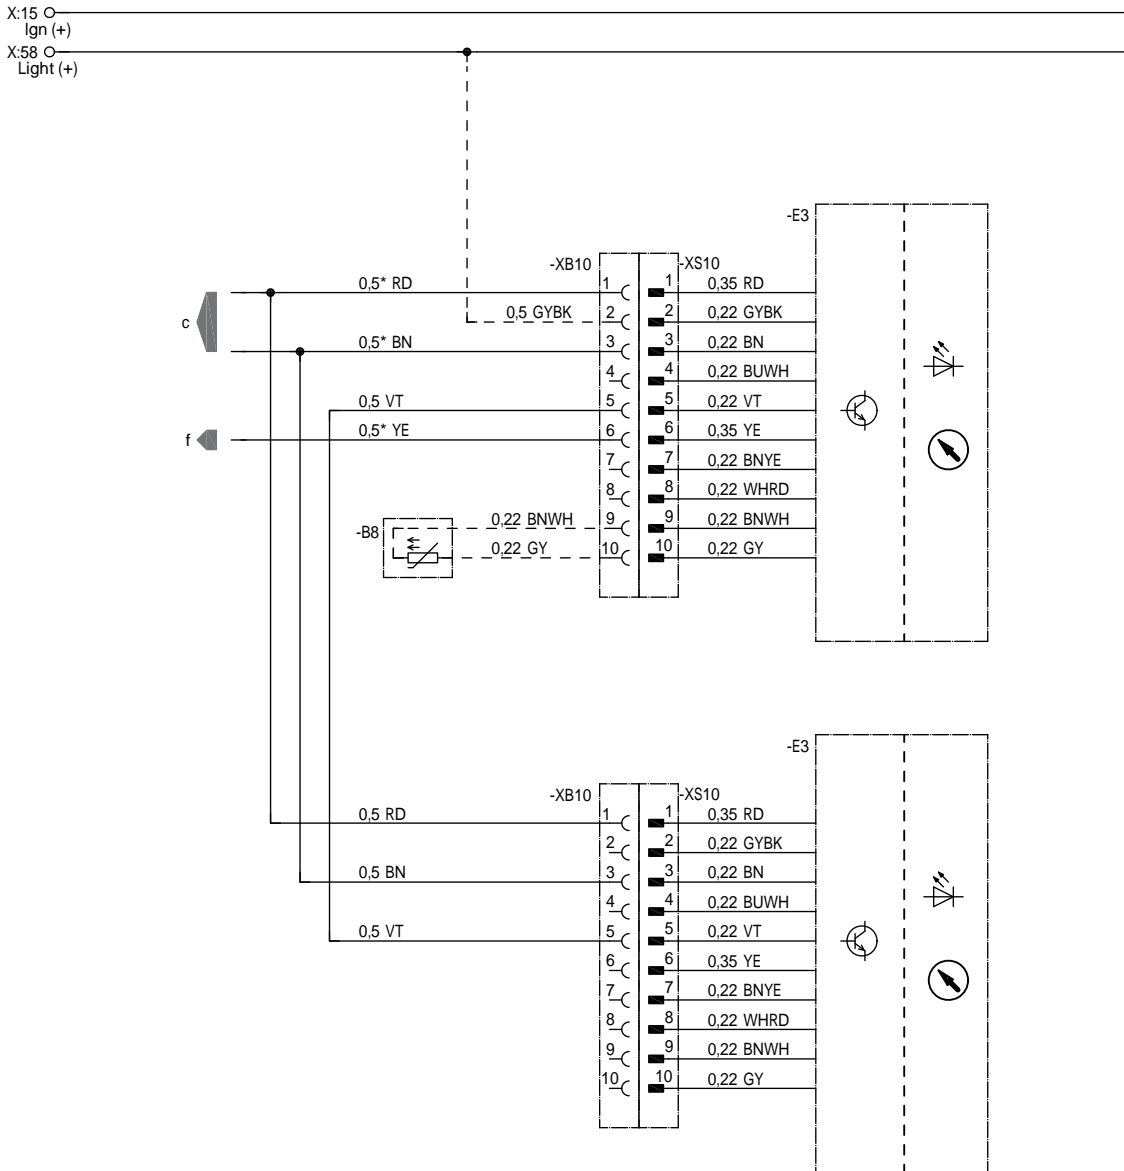 X:15
Ign (+)
X:58
Light (+)
-E3
-XB10
-XS10
c
0,5* RD
1
1
0,35 RD
0,5 GYBK
2
2
0,22 GYBK
0,5* BN
3
3
0,22 BN
4
4
0,22 BUWH
0,5 VT
5
5
0,22 VT
f
0,5* YE
6
6
0,35 YE
7
7
0,22 BNYE
8
8
0,22 WHRD
-B8
0,22 BNWH
9
9
0,22 BNWH
0,22 GY
10
10
0,22 GY
-E3
-XB10
-XS10
0,5 RD
1
1
0,35 RD
2
2
0,22 GYBK
0,5 BN
3
3
0,22 BN
4
4
0,22 BUWH
0,5 VT
5
5
0,22 VT
6
6
0,35 YE
7
7
0,22 BNYE
8
8
0,22 WHRD
9
9
0,22 BNWH
10
10
0,22 GY